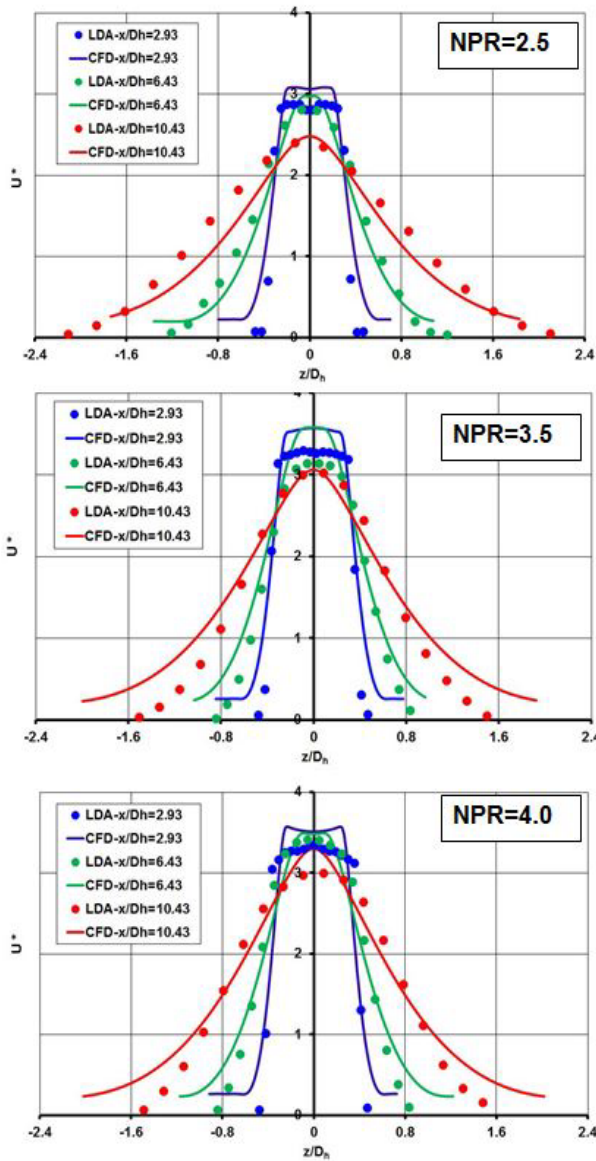 4
LDA-x/Dh=2.93
CFD-x/Dh=2.93
LDA-x/Dh=6.43
CFD-x/Dh=6.43
LDA-x/Dh=10.43
CFD-x/Dh=10.43
NPR=2.5
3
U*
2
1
0
-2.4 -1.6 -0.8 0 0.8 1.6 2.4
z/Dh
4
LDA-x/Dh=2.93
CFD-x/Dh=2.93
LDA-x/Dh=6.43
CFD-x/Dh=6.43
LDA-x/Dh=10.43
CFD-x/Dh=10.43
NPR=3.5
3
U*
2
1
0
-2.4 -1.6 -0.8 0 0.8 1.6 2.4
z/Dh
4
LDA-x/Dh=2.93
CFD-x/Dh=2.93
LDA-x/Dh=6.43
CFD-x/Dh=6.43
LDA-x/Dh=10.43
CFD-x/Dh=10.43
NPR=4.0
3
U*
2
1
0
-2.4 -1.6 -0.8 0 0.8 1.6 2.4
z/Dh